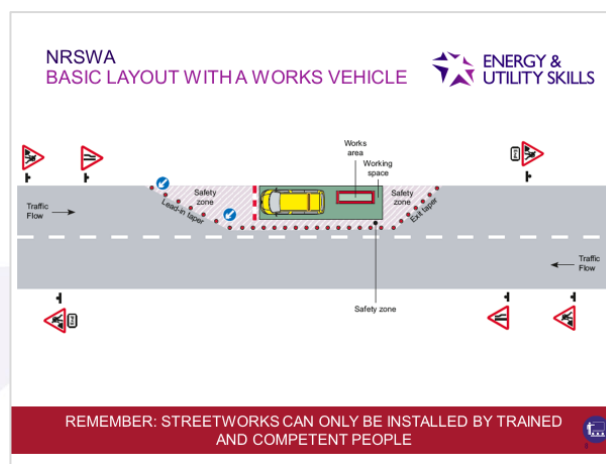 NRSWA
BASIC LAYOUT WITH A WORKS VEHICLE
ENERGY &
UTILITY SKILLS
Works
area
Working
space
Safety
zone
Safety
zone
Lead-in taper
Exit taper
Traffic
Flow
Traffic
Flow
Safety zone
End
End
REMEMBER: STREETWORKS CAN ONLY BE INSTALLED BY TRAINED
AND COMPETENT PEOPLE